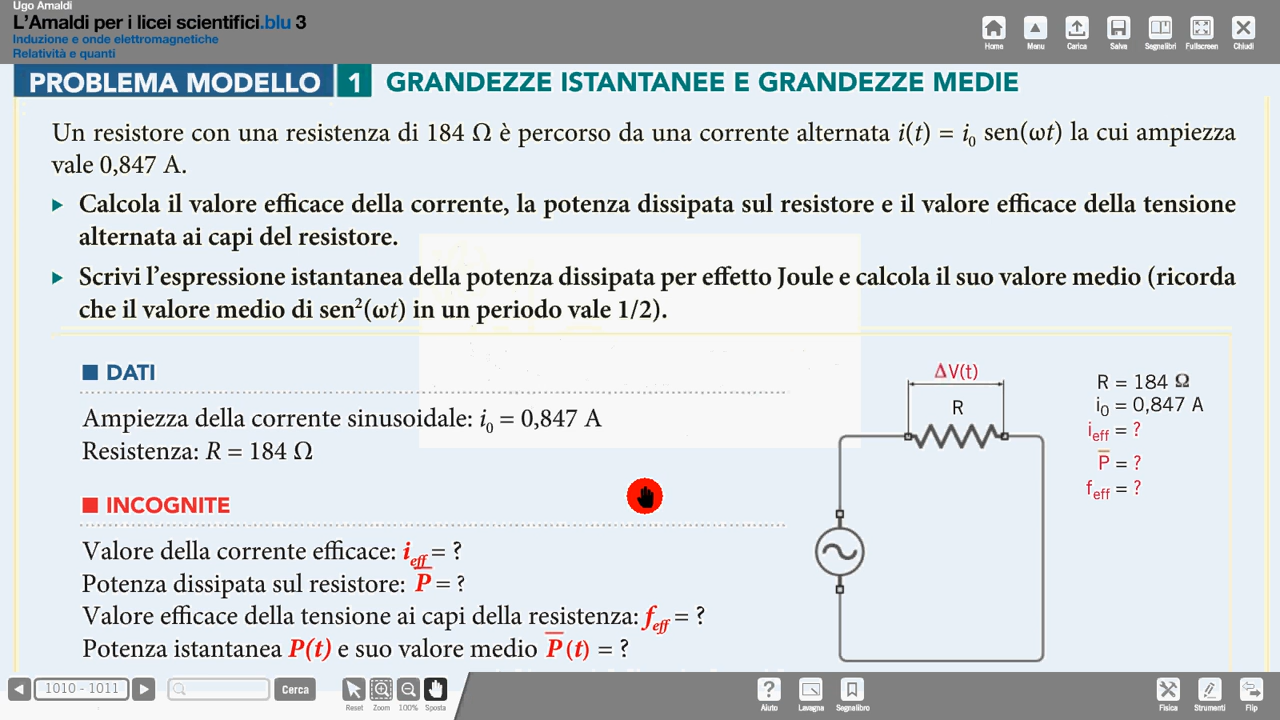 Ugo Amaldi
L'Amaldi per i licei scientifici.blu 3
Induzione e onde elettromagnetiche
Relatività e quanti
Home Menu Carica Salva Segnalibri Fullscreen Chiudi
PROBLEMA MODELLO 1 GRANDEZZE ISTANTANEE E GRANDEZZE MEDIE
Un resistore con una resistenza di 184 Ω è percorso da una corrente alternata i(t) = i₀ sen(ωt) la cui ampiezza
vale 0,847 A.
▸ Calcola il valore efficace della corrente, la potenza dissipata sul resistore e il valore efficace della tensione
alternata ai capi del resistore.
▸ Scrivi l'espressione istantanea della potenza dissipata per effetto Joule e calcola il suo valore medio (ricorda
che il valore medio di sen²(ωt) in un periodo vale 1/2).
■ DATI
Ampiezza della corrente sinusoidale: i₀ = 0,847 A
Resistenza: R = 184 Ω
■ INCOGNITE
Valore della corrente efficace: i_eff = ?
Potenza dissipata sul resistore: P̅ = ?
Valore efficace della tensione ai capi della resistenza: f_eff = ?
Potenza istantanea P(t) e suo valore medio P̅(t) = ?
ΔV(t)
R
R = 184 Ω
i₀ = 0,847 A
i_eff = ?
P̅ = ?
f_eff = ?
1010 - 1011 Cerca Reset Zoom 100% Sposta ? Aiuto Lavagna Segnalibro Fisica Strumenti Flip